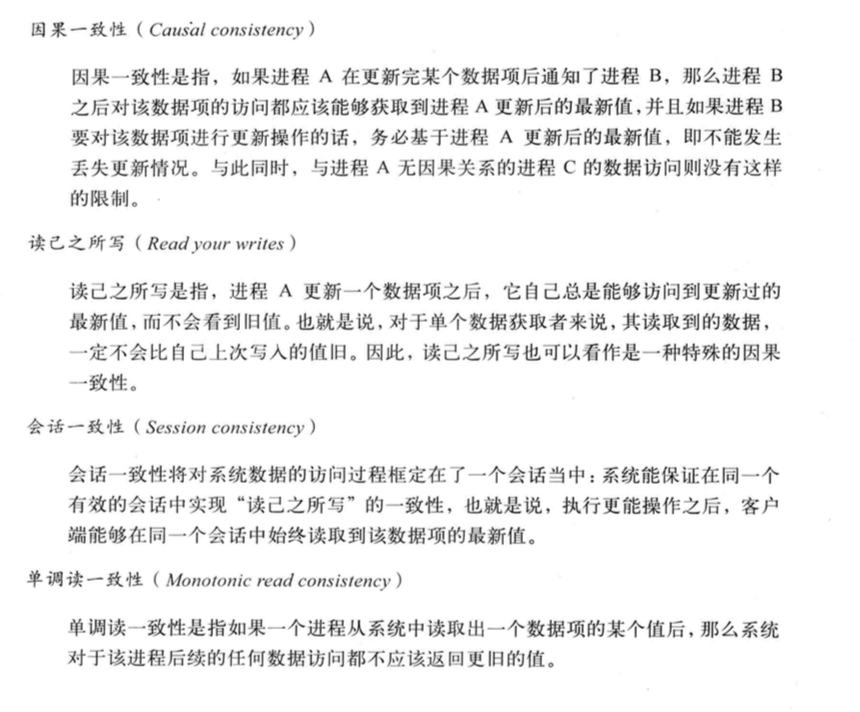 因果一致性（Causal consistency）
因果一致性是指，如果进程 A 在更新完某个数据项后通知了进程 B，那么进程 B
之后对该数据项的访问都应该能够获取到进程 A 更新后的最新值，并且如果进程 B
要对该数据项进行更新操作的话，务必基于进程 A 更新后的最新值，即不能发生
丢失更新情况。与此同时，与进程 A 无因果关系的进程 C 的数据访问则没有这样
的限制。
读己之所写（Read your writes）
读己之所写是指，进程 A 更新一个数据项之后，它自己总是能够访问到更新过的
最新值，而不会看到旧值。也就是说，对于单个数据获取者来说，其读取到的数据，
一定不会比自己上次写入的值旧。因此，读己之所写也可以看作是一种特殊的因果
一致性。
会话一致性（Session consistency）
会话一致性将对系统数据的访问过程框定在了一个会话当中：系统能保证在同一个
有效的会话中实现“读己之所写”的一致性，也就是说，执行更能操作之后，客户
端能够在同一个会话中始终读取到该数据项的最新值。
单调读一致性（Monotonic read consistency）
单调读一致性是指如果一个进程从系统中读取出一个数据项的某个值后，那么系统
对于该进程后续的任何数据访问都不应该返回更旧的值。